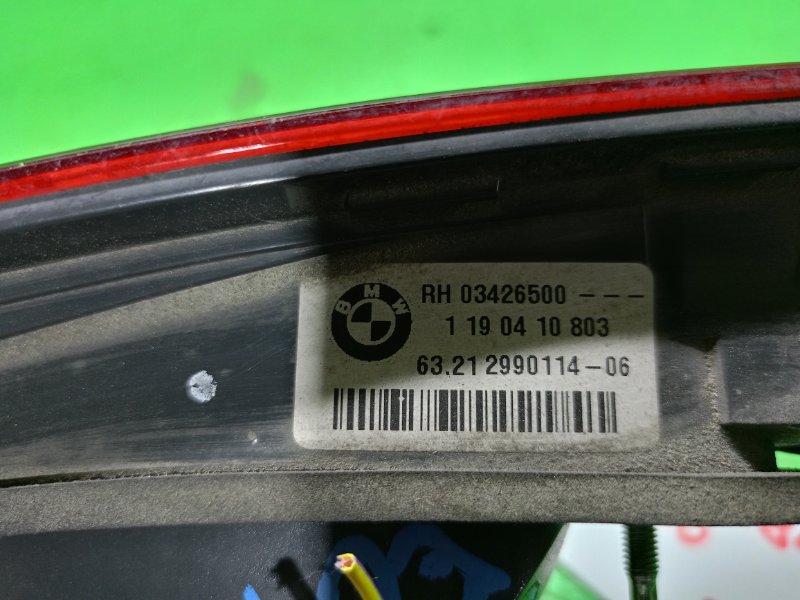 BMW
RH 03426500 ---
1 19 04 10 803
63.21 2990114-06